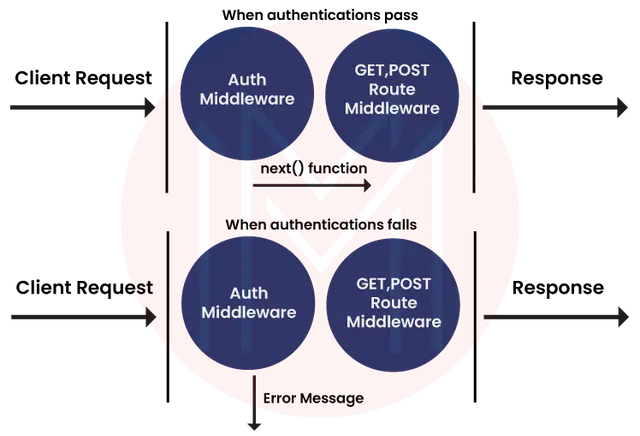 When authentications pass
Client Request
Auth
Middleware
GET,POST
Route
Middleware
Response
next() function
When authentications falls
Client Request
Auth
Middleware
GET,POST
Route
Middleware
Response
Error Message